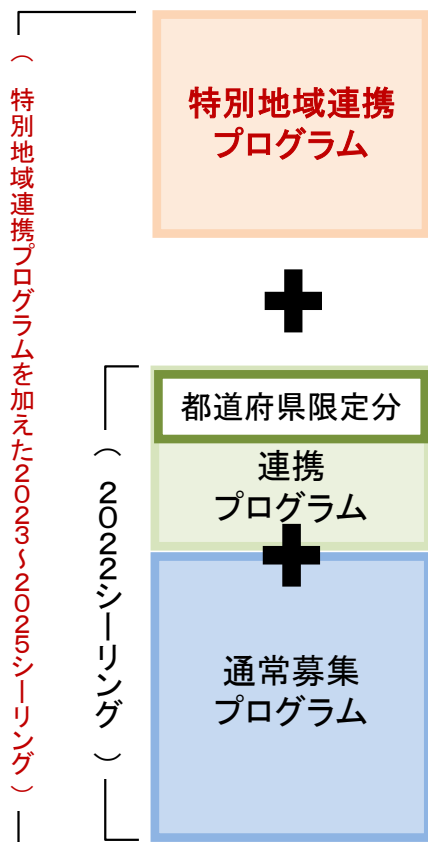 （特別地域連携プログラムを加えた2023～2025シーリング）
特別地域連携
プログラム
（2022シーリング）
都道府県限定分
連携
プログラム
通常募集
プログラム